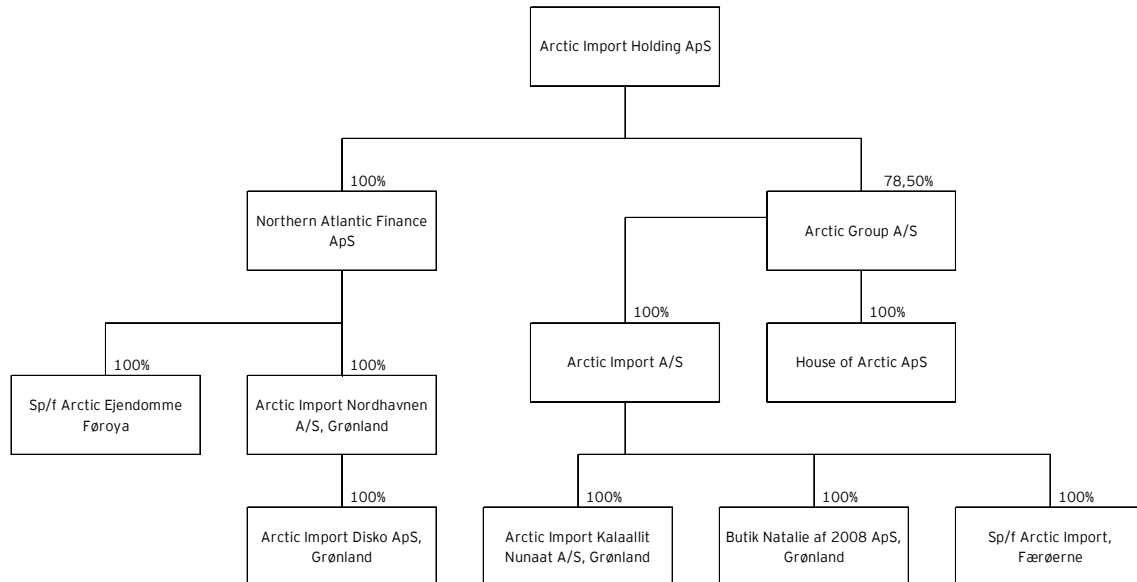 Arctic Import Holding ApS
100%
78,50%
Northern Atlantic Finance
ApS
Arctic Group A/S
100%
100%
Arctic Import A/S
House of Arctic ApS
100%
100%
Sp/f Arctic Ejendomme
Føroya
Arctic Import Nordhavnen
A/S, Grønland
100%
100%
100%
100%
Arctic Import Disko ApS,
Grønland
Arctic Import Kalaallit
Nunaat A/S, Grønland
Butik Natalie af 2008 ApS,
Grønland
Sp/f Arctic Import,
Færøerne